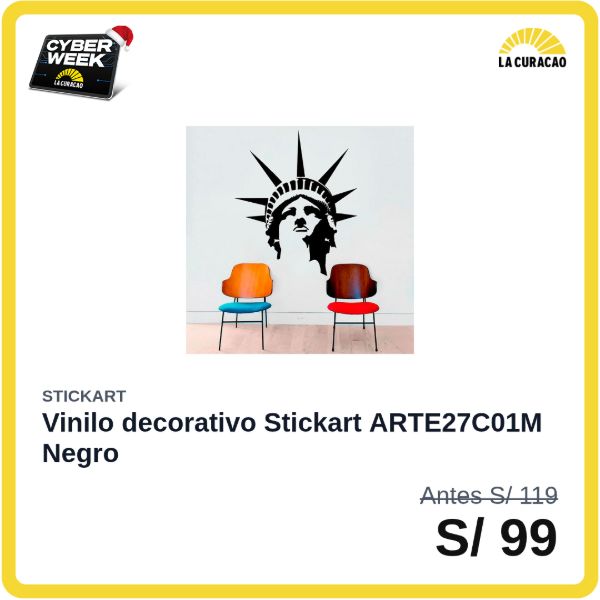 CYBER
WEEK
LA CURACAO
LA CURACAO
STICKART
Vinilo decorativo Stickart ARTE27C01M
Negro
Antes S/ 119
S/ 99